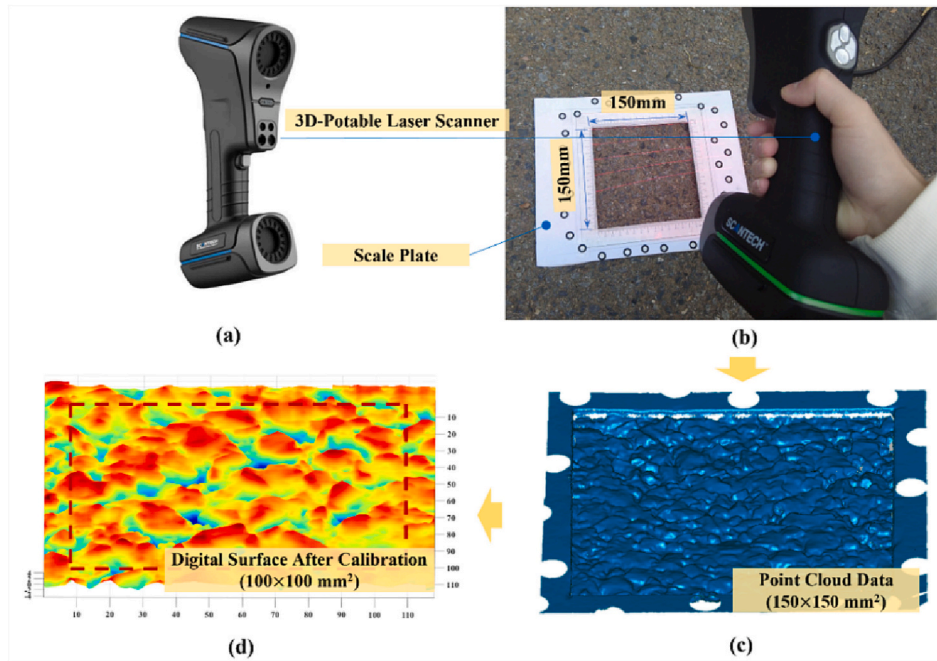 3D-Potable Laser Scanner
150mm
150mm
SCANTECH
Scale Plate
(a)
(b)
10
20
30
40
50
60
70
80
90
100
110
Digital Surface After Calibration
(100×100 mm²)
10 20 30 40 50 60 70 80 90 100 110
Point Cloud Data
(150×150 mm²)
(d)
(c)